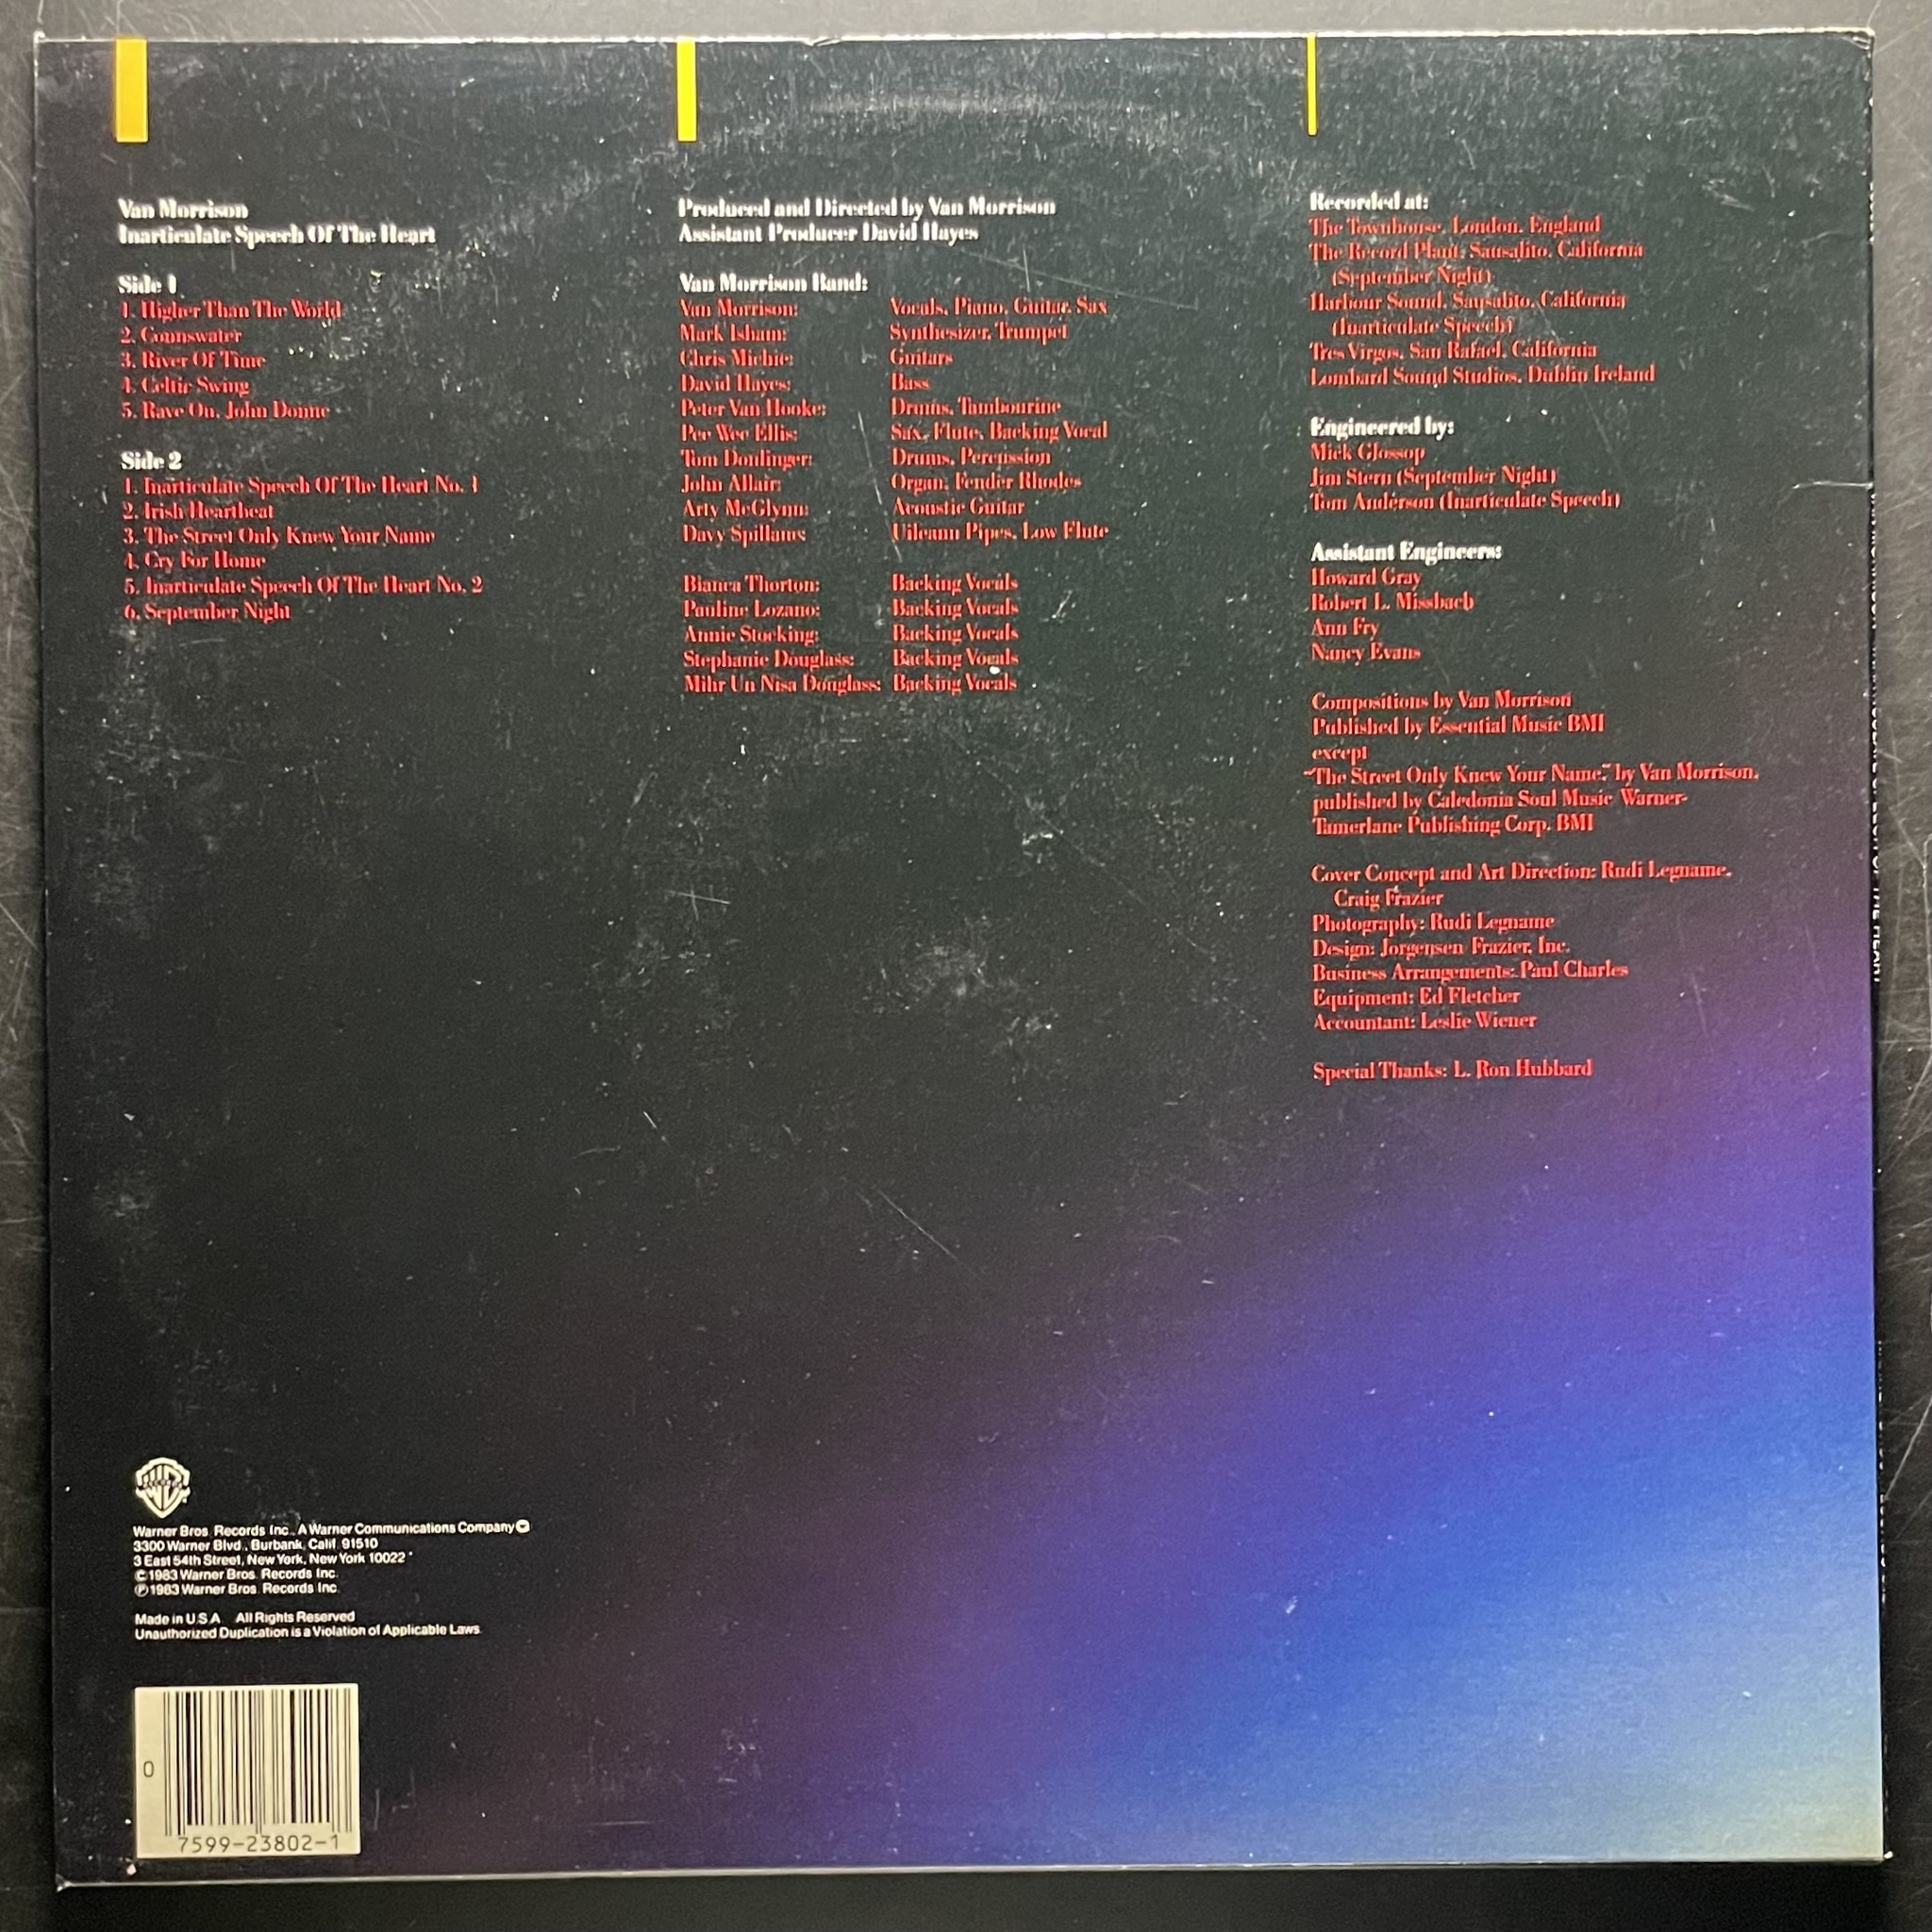 Van Morrison
Inarticulate Speech Of The Heart
Side 1
1. Higher Than The World
2. Connswater
3. River Of Time
4. Celtic Swing
5. Rave On, John Donne
Side 2
1. Inarticulate Speech Of The Heart No. 1
2. Irish Heartbeat
3. The Street Only Knew Your Name
4. Cry For Home
5. Inarticulate Speech Of The Heart No. 2
6. September Night
Produced and Directed by Van Morrison
Assistant Producer David Hayes
Van Morrison Band:
Van Morrison: Vocals, Piano, Guitar, Sax
Mark Isham: Synthesizer, Trumpet
Chris Michie: Guitars
David Hayes: Bass
Peter Van Hooke: Drums, Tambourine
Pee Wee Ellis: Sax, Flute, Backing Vocal
Tom Donlinger: Drums, Percussion
John Allair: Organ, Fender Rhodes
Arty McGlynn: Acoustic Guitar
Davy Spillane: Uileann Pipes, Low Flute
Bianca Thorton: Backing Vocals
Pauline Lozano: Backing Vocals
Annie Stocking: Backing Vocals
Stephanie Douglass: Backing Vocals
Mihr Un Nisa Douglass: Backing Vocals
Recorded at:
The Townhouse, London, England
The Record Plant, Sausalito, California
(September Night)
Harbour Sound, Sausalito, California
(Inarticulate Speech)
Tres Virgos, San Rafael, California
Lombard Sound Studios, Dublin Ireland
Engineered by:
Mick Glossop
Jim Stern (September Night)
Tom Anderson (Inarticulate Speech)
Assistant Engineers:
Howard Gray
Robert L. Missbach
Ann Fry
Nancy Evans
Compositions by Van Morrison
Published by Essential Music BMI
except
"The Street Only Knew Your Name," by Van Morrison,
published by Caledonia Soul Music Warner-
Tamerlane Publishing Corp. BMI
Cover Concept and Art Direction: Rudi Legname,
Craig Frazier
Photography: Rudi Legname
Design: Jorgensen Frazier, Inc.
Business Arrangements: Paul Charles
Equipment: Ed Fletcher
Accountant: Leslie Wiener
Special Thanks: L. Ron Hubbard
Warner Bros. Records Inc., A Warner Communications Company
3300 Warner Blvd., Burbank, Calif. 91510
3 East 54th Street, New York, New York 10022
©1983 Warner Bros. Records Inc.
℗1983 Warner Bros. Records Inc.
Made in U.S.A. All Rights Reserved
Unauthorized Duplication is a Violation of Applicable Laws.
0
7599-23802-1